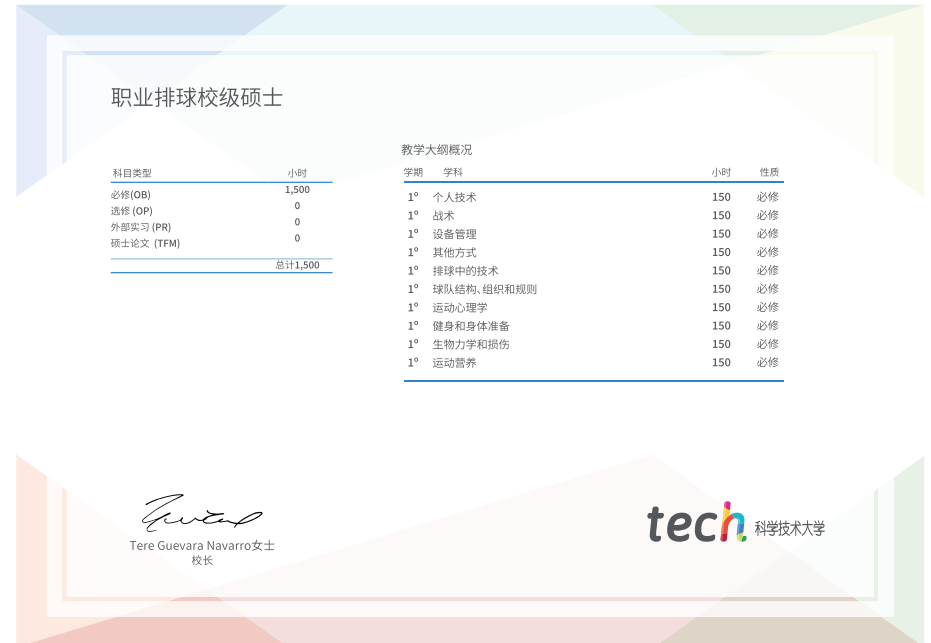 职业排球校级硕士
科目类型 小时
必修(OB) 1,500
选修 (OP) 0
外部实习 (PR) 0
硕士论文 (TFM) 0
总计1,500
教学大纲概况
学期 学科 小时 性质
1º 个人技术 150 必修
1º 战术 150 必修
1º 设备管理 150 必修
1º 其他方式 150 必修
1º 排球中的技术 150 必修
1º 球队结构、组织和规则 150 必修
1º 运动心理学 150 必修
1º 健身和身体准备 150 必修
1º 生物力学和损伤 150 必修
1º 运动营养 150 必修
Tere Guevara Navarro女士
校长
tech 科学技术大学